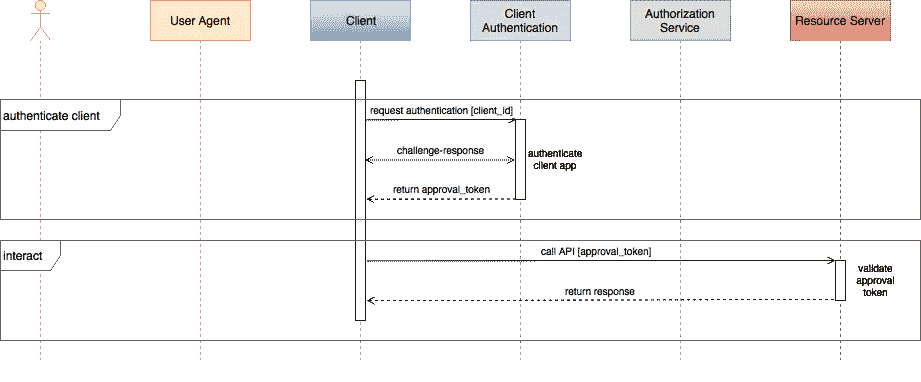 User Agent
Client
Client
Authentication
Authorization
Service
Resource Server
authenticate client
request authentication [client_id]
challenge-response
authenticate
client app
return approval_token
interact
call API [approval_token]
validate
approval
token
return response